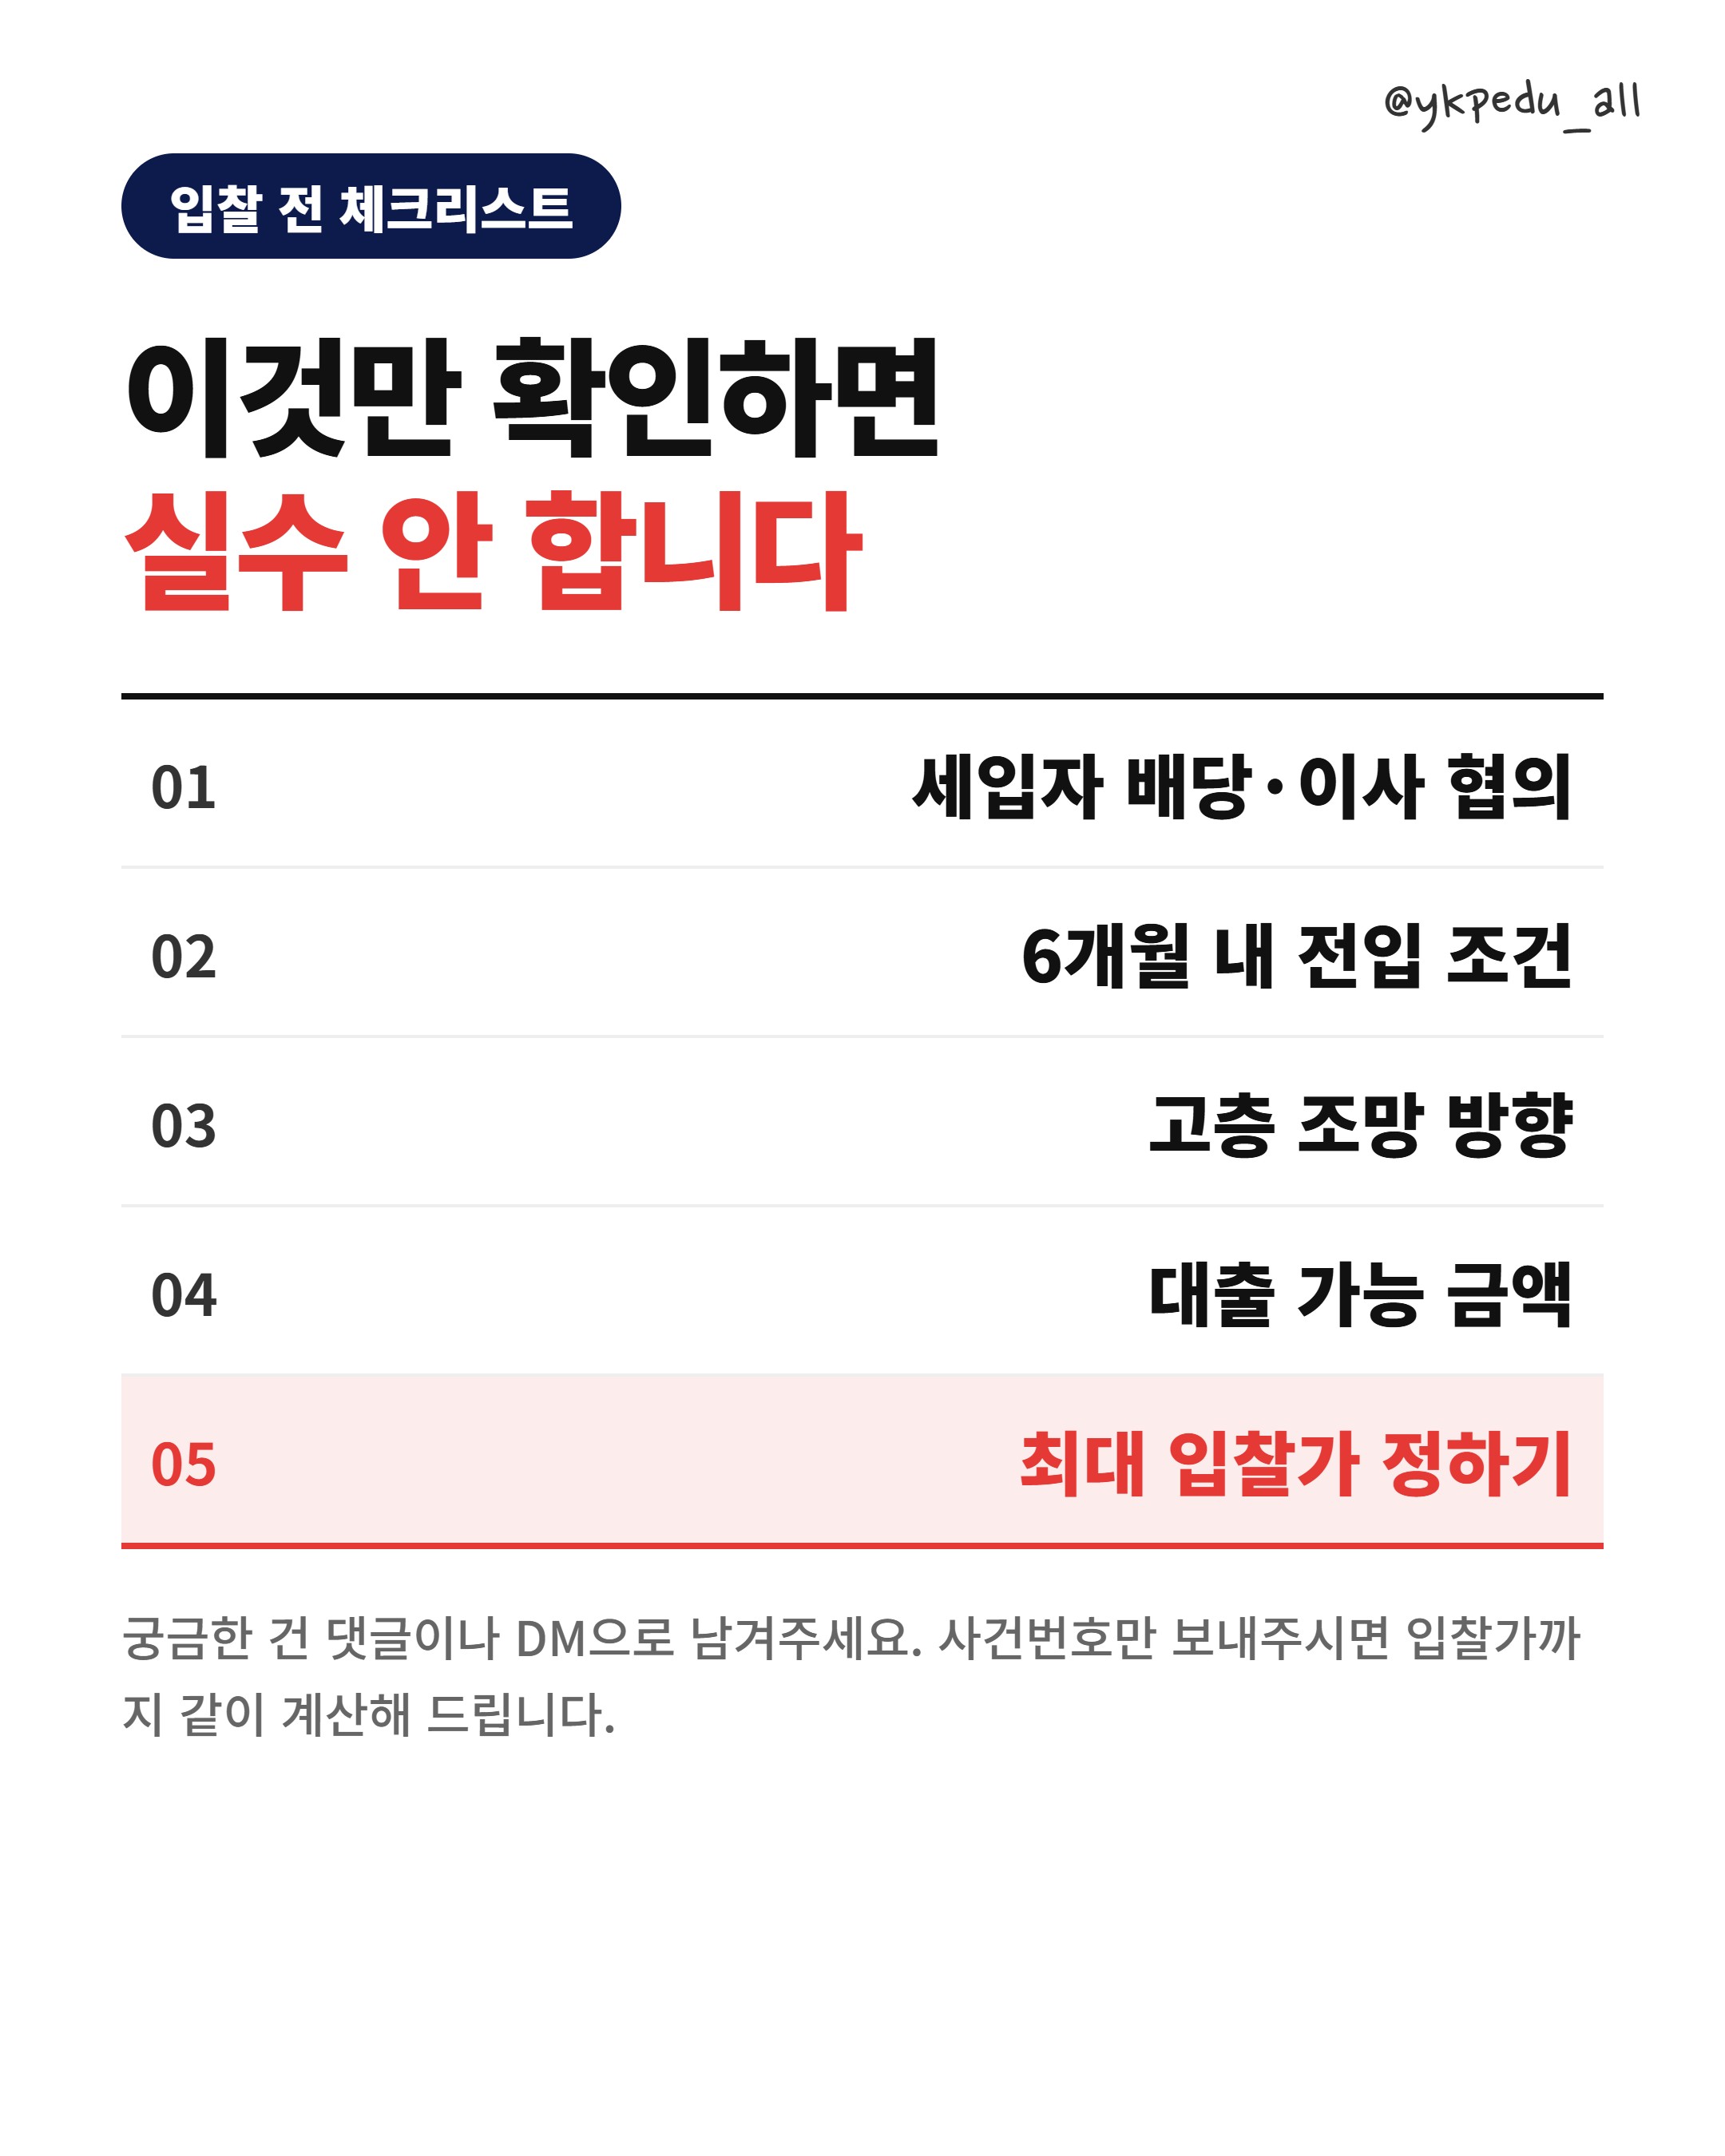 @ykpedu_all
입찰 전 체크리스트
이것만 확인하면
실수 안 합니다
01 세입자 배당·이사 협의
02 6개월 내 전입 조건
03 고층 조망 방향
04 대출 가능 금액
05 최대 입찰가 정하기
궁금한 건 댓글이나 DM으로 남겨주세요. 사건번호만 보내주시면 입찰가까
지 같이 계산해 드립니다.